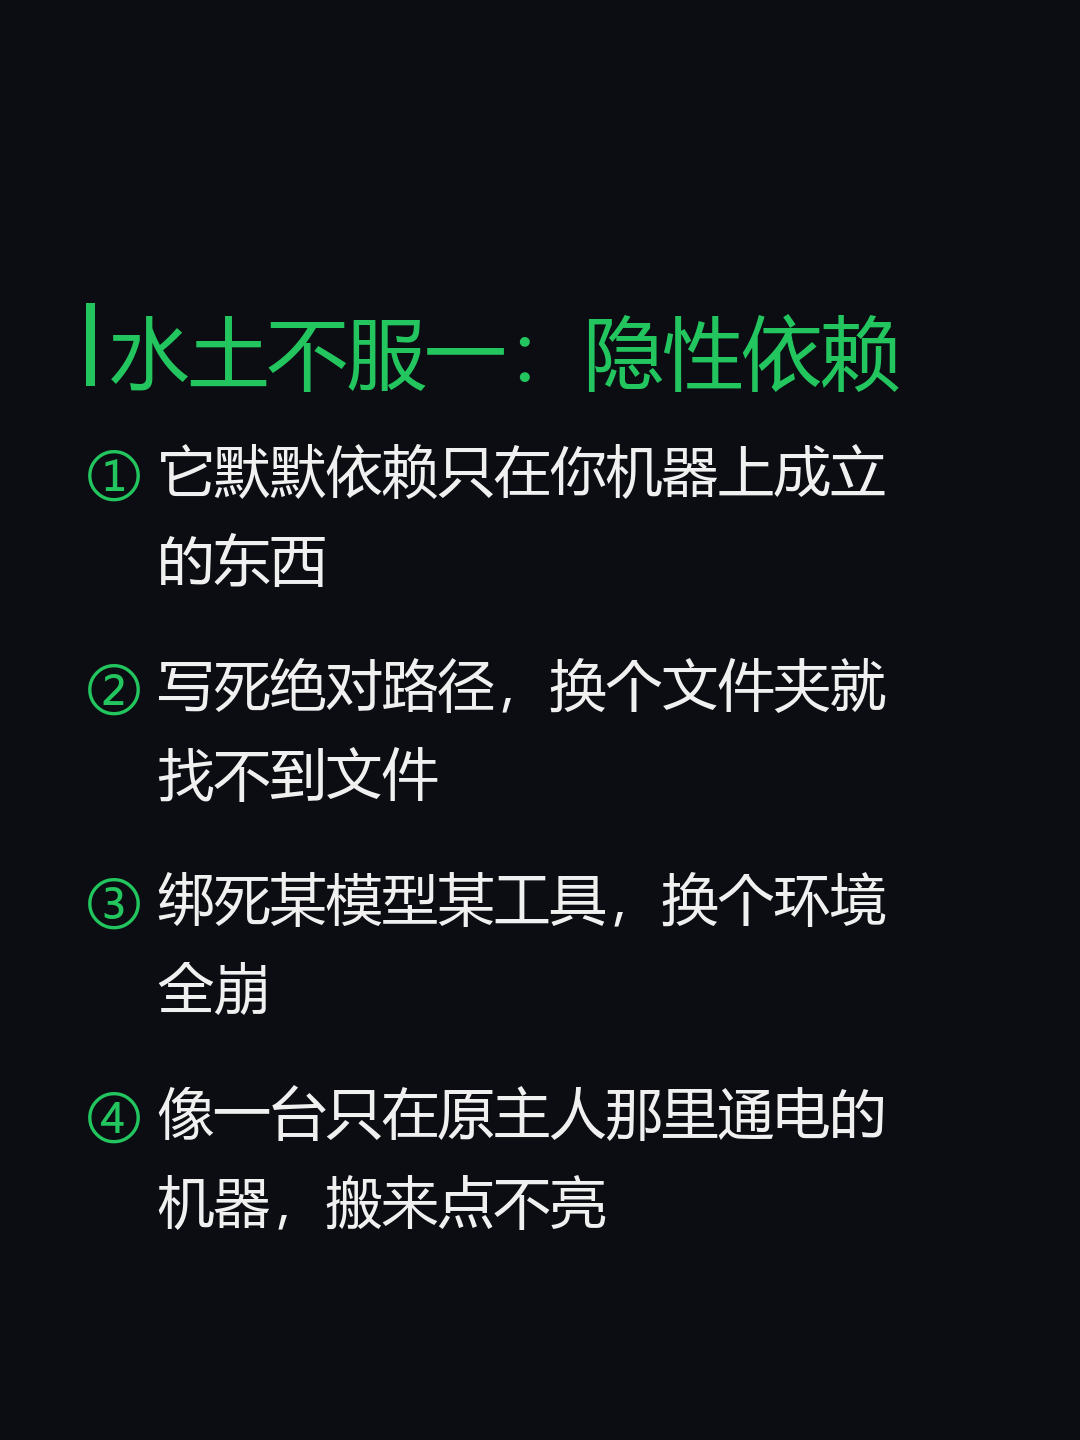 水土不服一：隐性依赖
① 它默默依赖只在你机器上成立
的东西
② 写死绝对路径，换个文件夹就
找不到文件
③ 绑死某模型某工具，换个环境
全崩
④ 像一台只在原主人那里通电的
机器，搬来点不亮